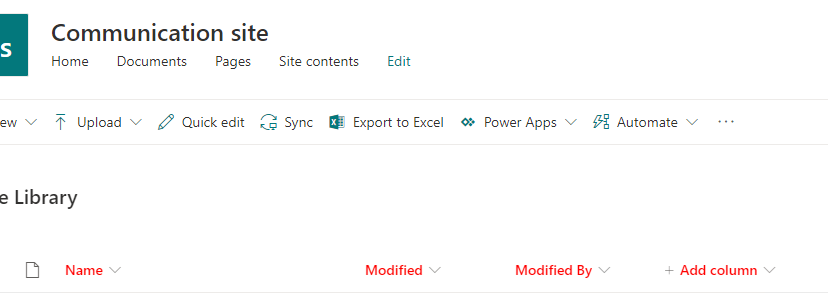 s Communication site
Home Documents Pages Site contents Edit
ew Upload Quick edit Sync Export to Excel Power Apps Automate ...
e Library
Name Modified Modified By + Add column